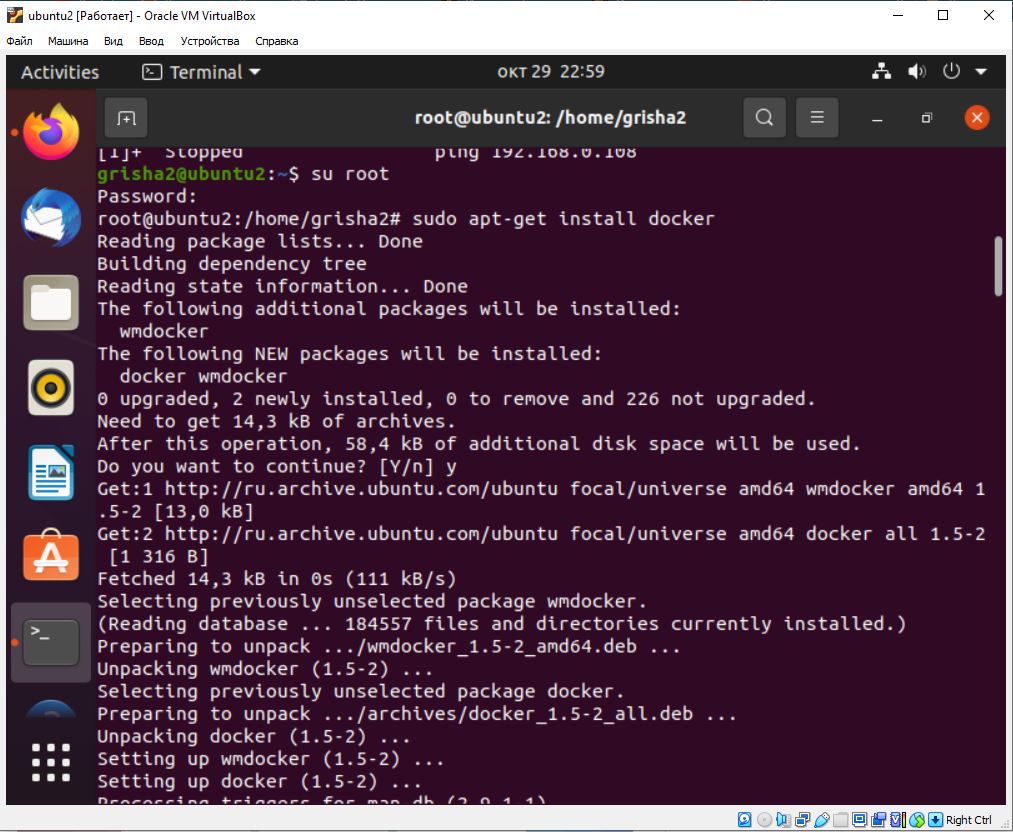 ubuntu2 [Работает] - Oracle VM VirtualBox
Файл Машина Вид Ввод Устройства Справка
Activities Terminal окт 29 22:59
root@ubuntu2: /home/grisha2
[1]+ Stopped ping 192.168.0.108
grisha2@ubuntu2:~$ su root
Password:
root@ubuntu2:/home/grisha2# sudo apt-get install docker
Reading package lists... Done
Building dependency tree
Reading state information... Done
The following additional packages will be installed:
wmdocker
The following NEW packages will be installed:
docker wmdocker
0 upgraded, 2 newly installed, 0 to remove and 226 not upgraded.
Need to get 14,3 kB of archives.
After this operation, 58,4 kB of additional disk space will be used.
Do you want to continue? [Y/n] y
Get:1 http://ru.archive.ubuntu.com/ubuntu focal/universe amd64 wmdocker amd64 1
.5-2 [13,0 kB]
Get:2 http://ru.archive.ubuntu.com/ubuntu focal/universe amd64 docker all 1.5-2
[1 316 B]
Fetched 14,3 kB in 0s (111 kB/s)
Selecting previously unselected package wmdocker.
(Reading database ... 184557 files and directories currently installed.)
Preparing to unpack .../wmdocker_1.5-2_amd64.deb ...
Unpacking wmdocker (1.5-2) ...
Selecting previously unselected package docker.
Preparing to unpack .../archives/docker_1.5-2_all.deb ...
Unpacking docker (1.5-2) ...
Setting up wmdocker (1.5-2) ...
Setting up docker (1.5-2) ...
Processing triggers for man-db (2.9.1-1)
Right Ctrl